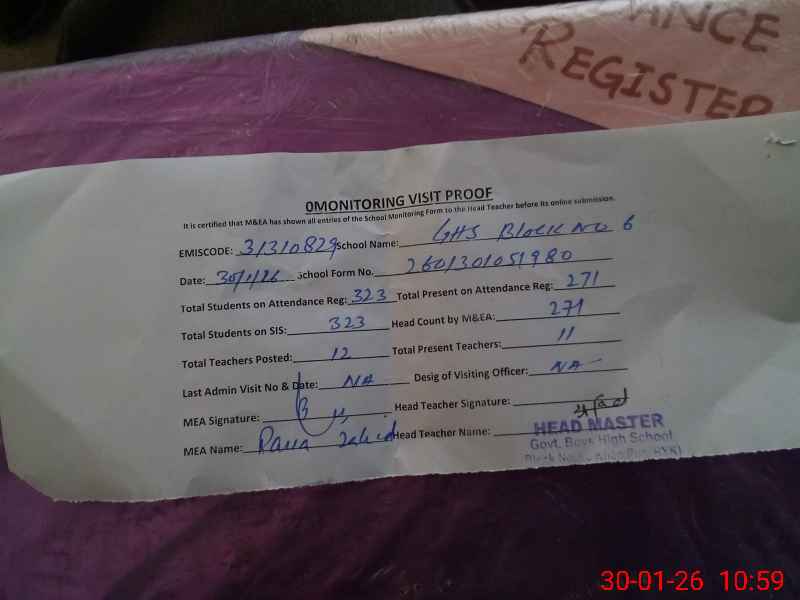 ANCE
REGISTER
0MONITORING VISIT PROOF
It is certified that M&EA has shown all entries of the School Monitoring Form to the Head Teacher before its online submission.
EMISCODE: 31310829 School Name: GHS Block No 6
Date: 30/1/26 School Form No. 2601301051980
Total Students on Attendance Reg: 323 Total Present on Attendance Reg: 271
Total Students on SIS: 323 Head Count by M&EA: 271
Total Teachers Posted: 12 Total Present Teachers: 11
Last Admin Visit No & Date: NA Desig of Visiting Officer: NA
MEA Signature: Head Teacher Signature:
MEA Name: Rana Zahid Head Teacher Name:
HEAD MASTER
Govt. Boys High School
30-01-26 10:59